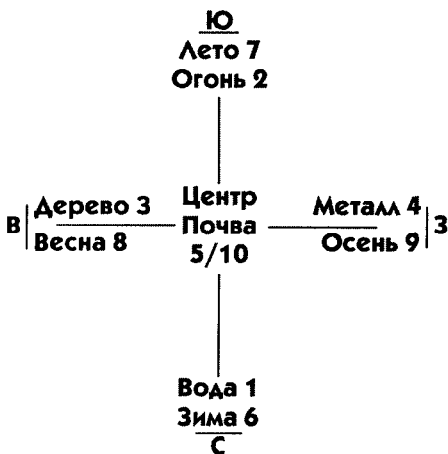 Ю
Лето 7
Огонь 2
В
Дерево 3
Весна 8
Центр
Почва
5/10
Металл 4
Осень 9
З
Вода 1
Зима 6
С